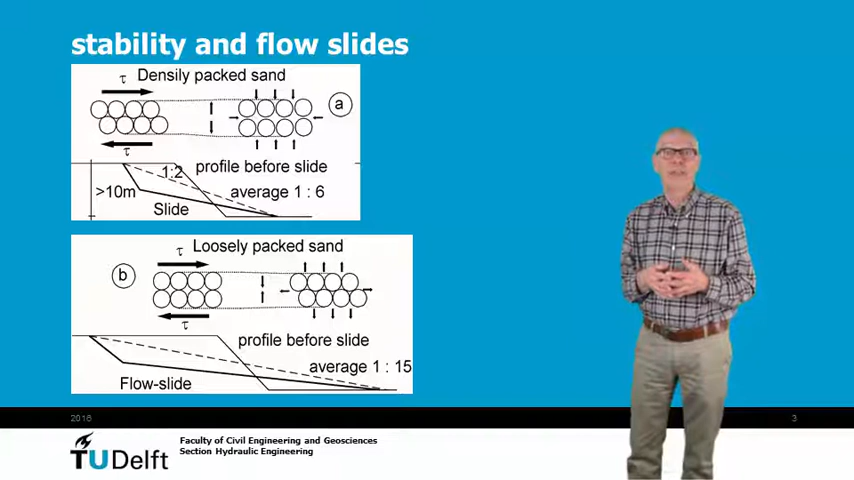 stability and flow slides
τ Densily packed sand
a
τ
1:2
profile before slide
>10m
average 1 : 6
Slide
τ Loosely packed sand
b
τ
profile before slide
average 1 : 15
Flow-slide
2016
3
TUDelft
Faculty of Civil Engineering and Geosciences
Section Hydraulic Engineering